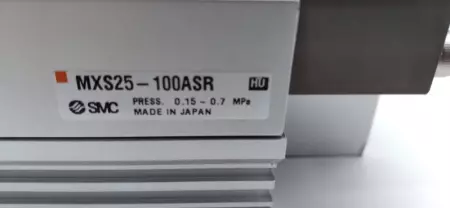 MXS25-100ASR HU
SMC PRESS. 0.15 ~ 0.7 MPa
MADE IN JAPAN